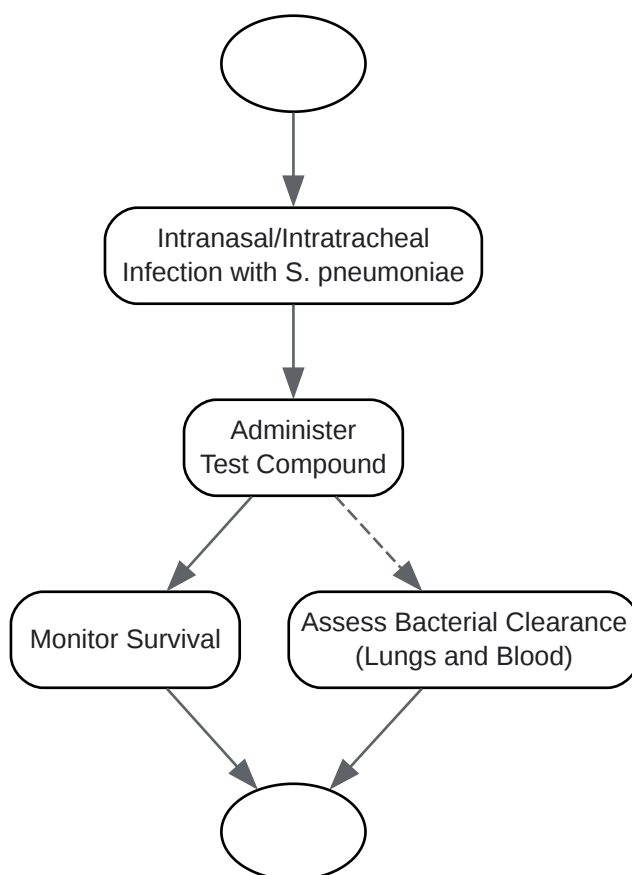 Intranasal/Intratracheal
Infection with S. pneumoniae
Administer
Test Compound
Monitor Survival
Assess Bacterial Clearance
(Lungs and Blood)